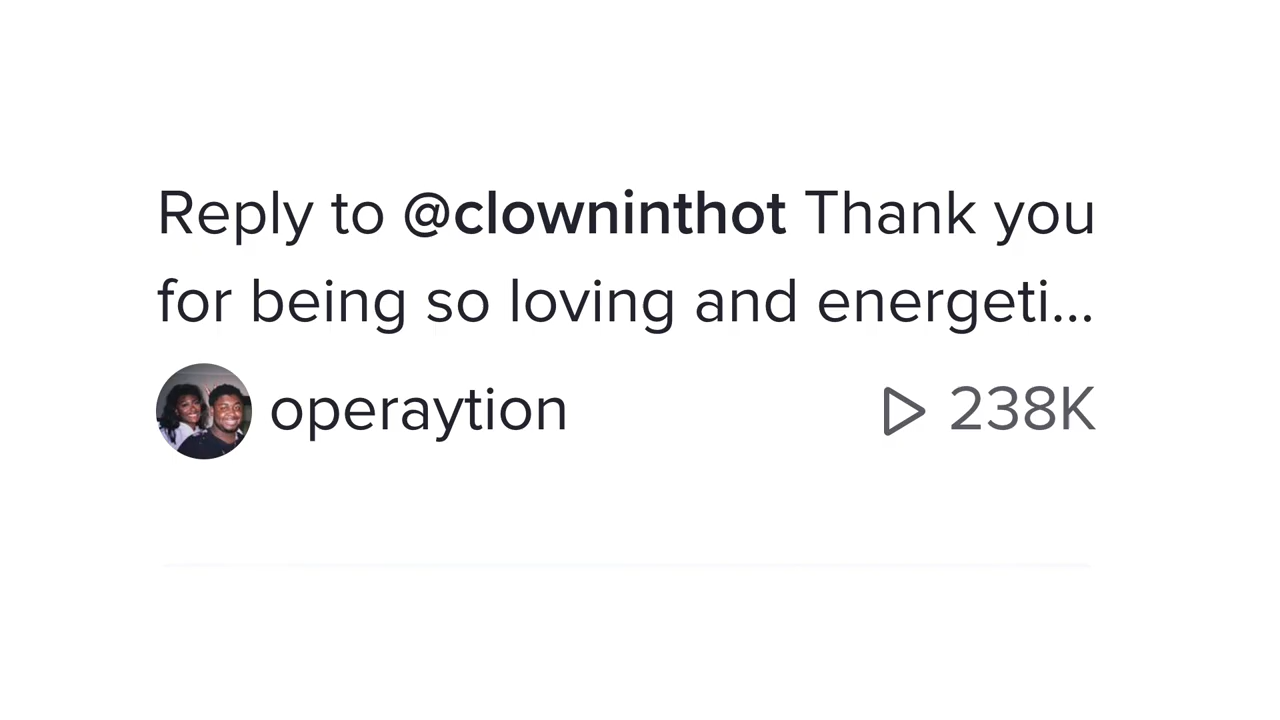 Reply to @clowninthot Thank you
for being so loving and energeti...
operaytion 238K